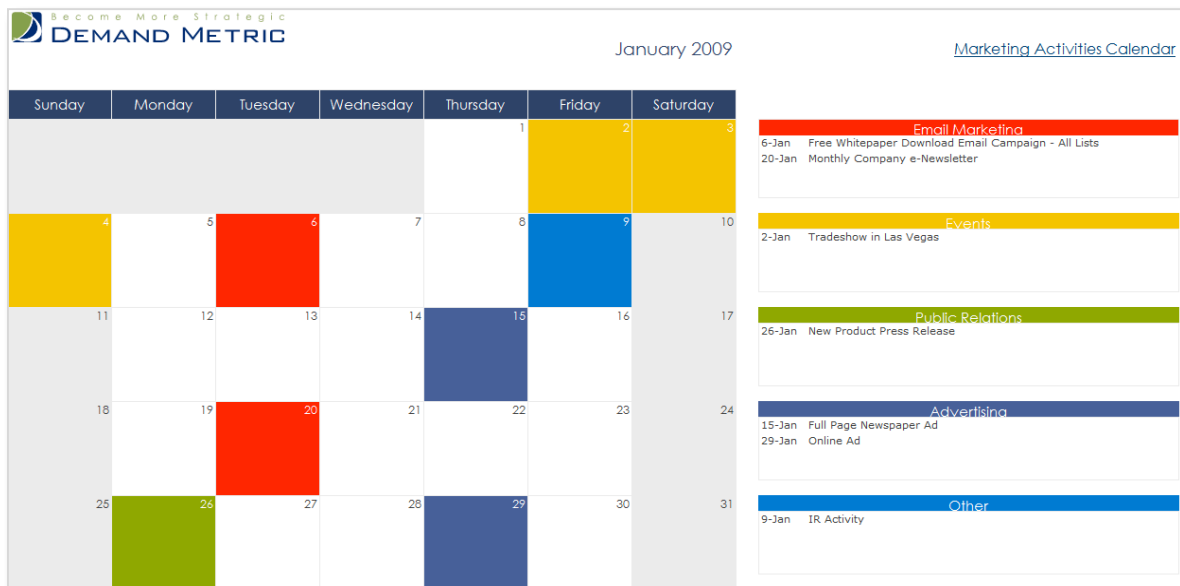 Become More Strategic
DEMAND METRIC
January 2009
Marketing Activities Calendar
Sunday Monday Tuesday Wednesday Thursday Friday Saturday
1 2 3
4 5 6 7 8 9 10
11 12 13 14 15 16 17
18 19 20 21 22 23 24
25 26 27 28 29 30 31
Email Marketing
6-Jan Free Whitepaper Download Email Campaign - All Lists
20-Jan Monthly Company e-Newsletter
Events
2-Jan Tradeshow in Las Vegas
Public Relations
26-Jan New Product Press Release
Advertising
15-Jan Full Page Newspaper Ad
29-Jan Online Ad
Other
9-Jan IR Activity